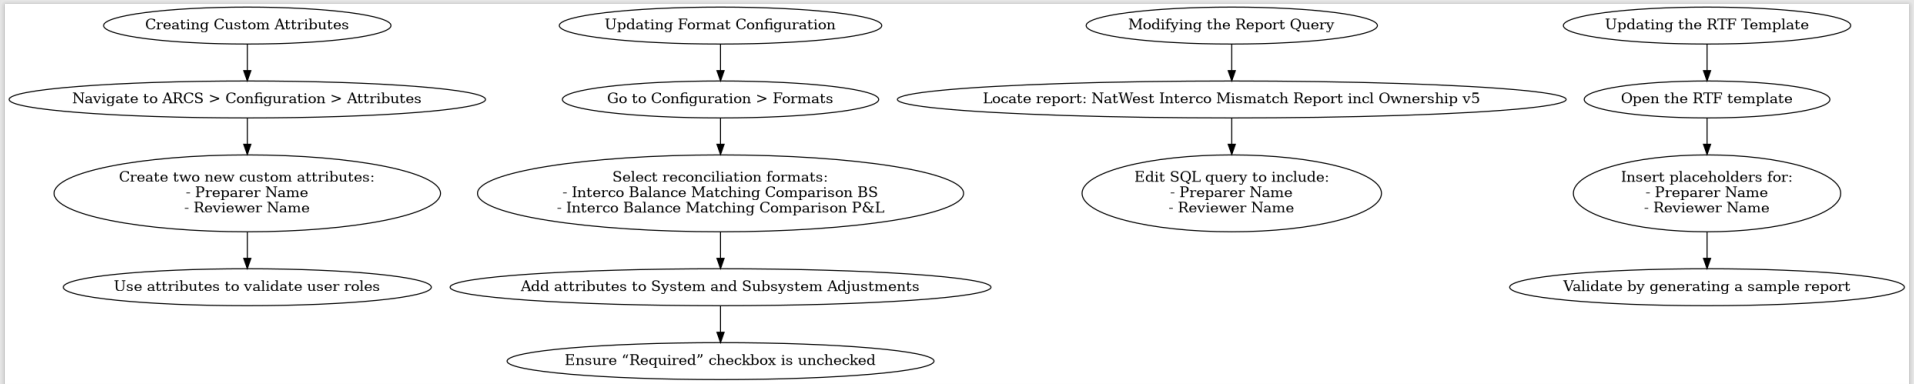 Creating Custom Attributes
Navigate to ARCS > Configuration > Attributes
Create two new custom attributes:
- Preparer Name
- Reviewer Name
Use attributes to validate user roles
Updating Format Configuration
Go to Configuration > Formats
Select reconciliation formats:
- Interco Balance Matching Comparison BS
- Interco Balance Matching Comparison P&L
Add attributes to System and Subsystem Adjustments
Ensure “Required” checkbox is unchecked
Modifying the Report Query
Locate report: NatWest Interco Mismatch Report incl Ownership v5
Edit SQL query to include:
- Preparer Name
- Reviewer Name
Updating the RTF Template
Open the RTF template
Insert placeholders for:
- Preparer Name
- Reviewer Name
Validate by generating a sample report